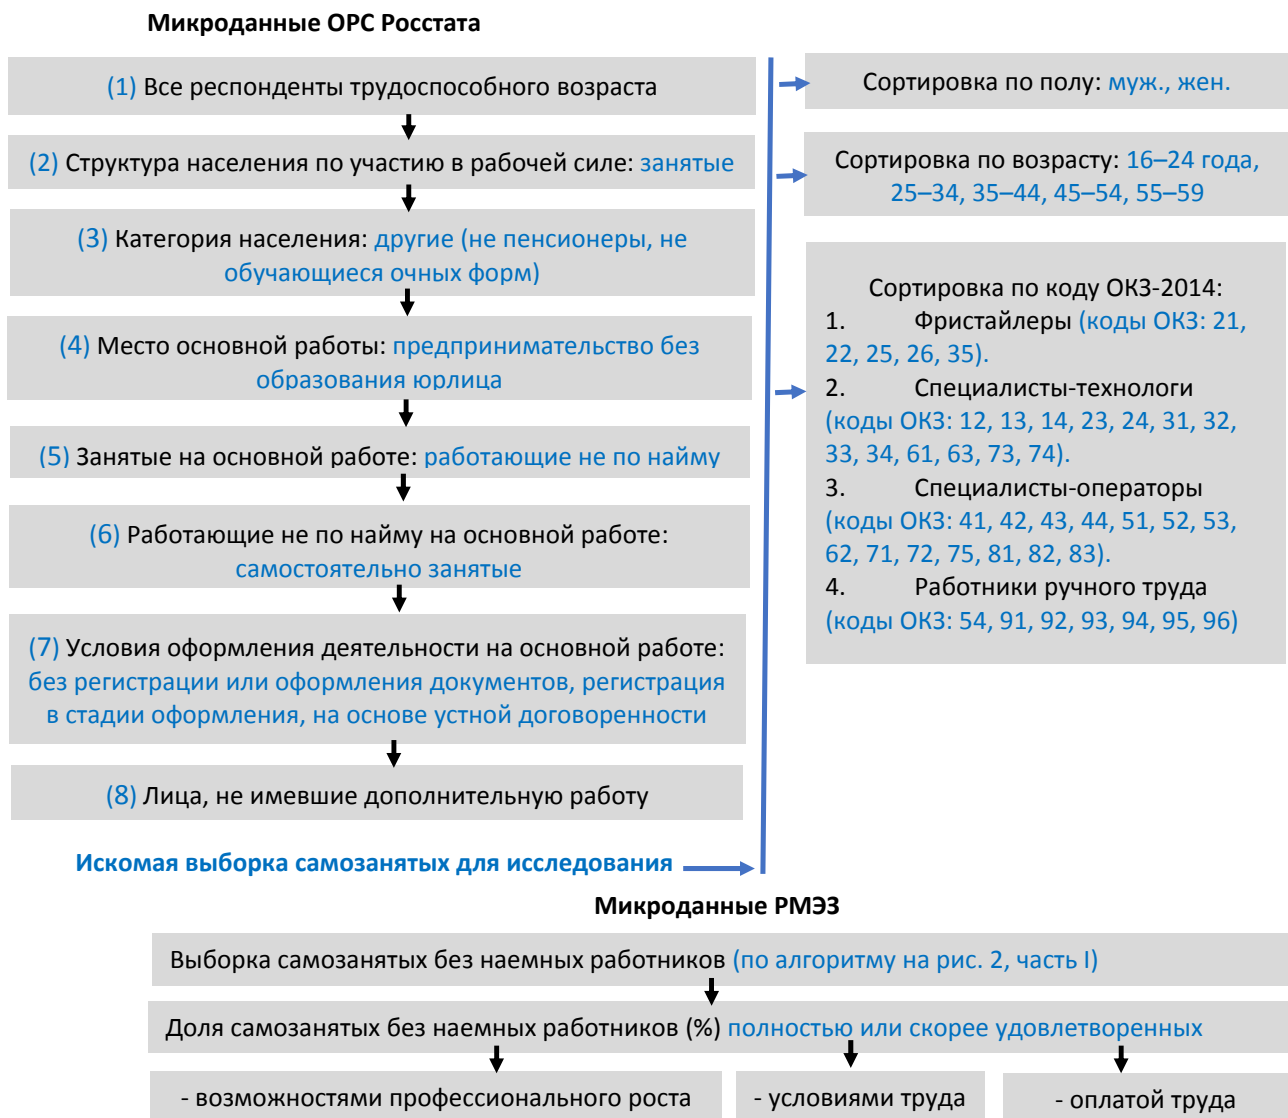 Микроданные ОРС Росстата
(1) Все респонденты трудоспособного возраста
(2) Структура населения по участию в рабочей силе: занятые
(3) Категория населения: другие (не пенсионеры, не
обучающиеся очных форм)
(4) Место основной работы: предпринимательство без
образования юрлица
(5) Занятые на основной работе: работающие не по найму
(6) Работающие не по найму на основной работе:
самостоятельно занятые
(7) Условия оформления деятельности на основной работе:
без регистрации или оформления документов, регистрация
в стадии оформления, на основе устной договоренности
(8) Лица, не имевшие дополнительную работу
Искомая выборка самозанятых для исследования
Сортировка по полу: муж., жен.
Сортировка по возрасту: 16–24 года,
25–34, 35–44, 45–54, 55–59
Сортировка по коду ОКЗ-2014:
1. Фристайлеры (коды ОКЗ: 21,
22, 25, 26, 35).
2. Специалисты-технологи
(коды ОКЗ: 12, 13, 14, 23, 24, 31, 32,
33, 34, 61, 63, 73, 74).
3. Специалисты-операторы
(коды ОКЗ: 41, 42, 43, 44, 51, 52, 53,
62, 71, 72, 75, 81, 82, 83).
4. Работники ручного труда
(коды ОКЗ: 54, 91, 92, 93, 94, 95, 96)
Микроданные РМЭЗ
Выборка самозанятых без наемных работников (по алгоритму на рис. 2, часть I)
Доля самозанятых без наемных работников (%) полностью или скорее удовлетворенных
- возможностями профессионального роста
- условиями труда
- оплатой труда